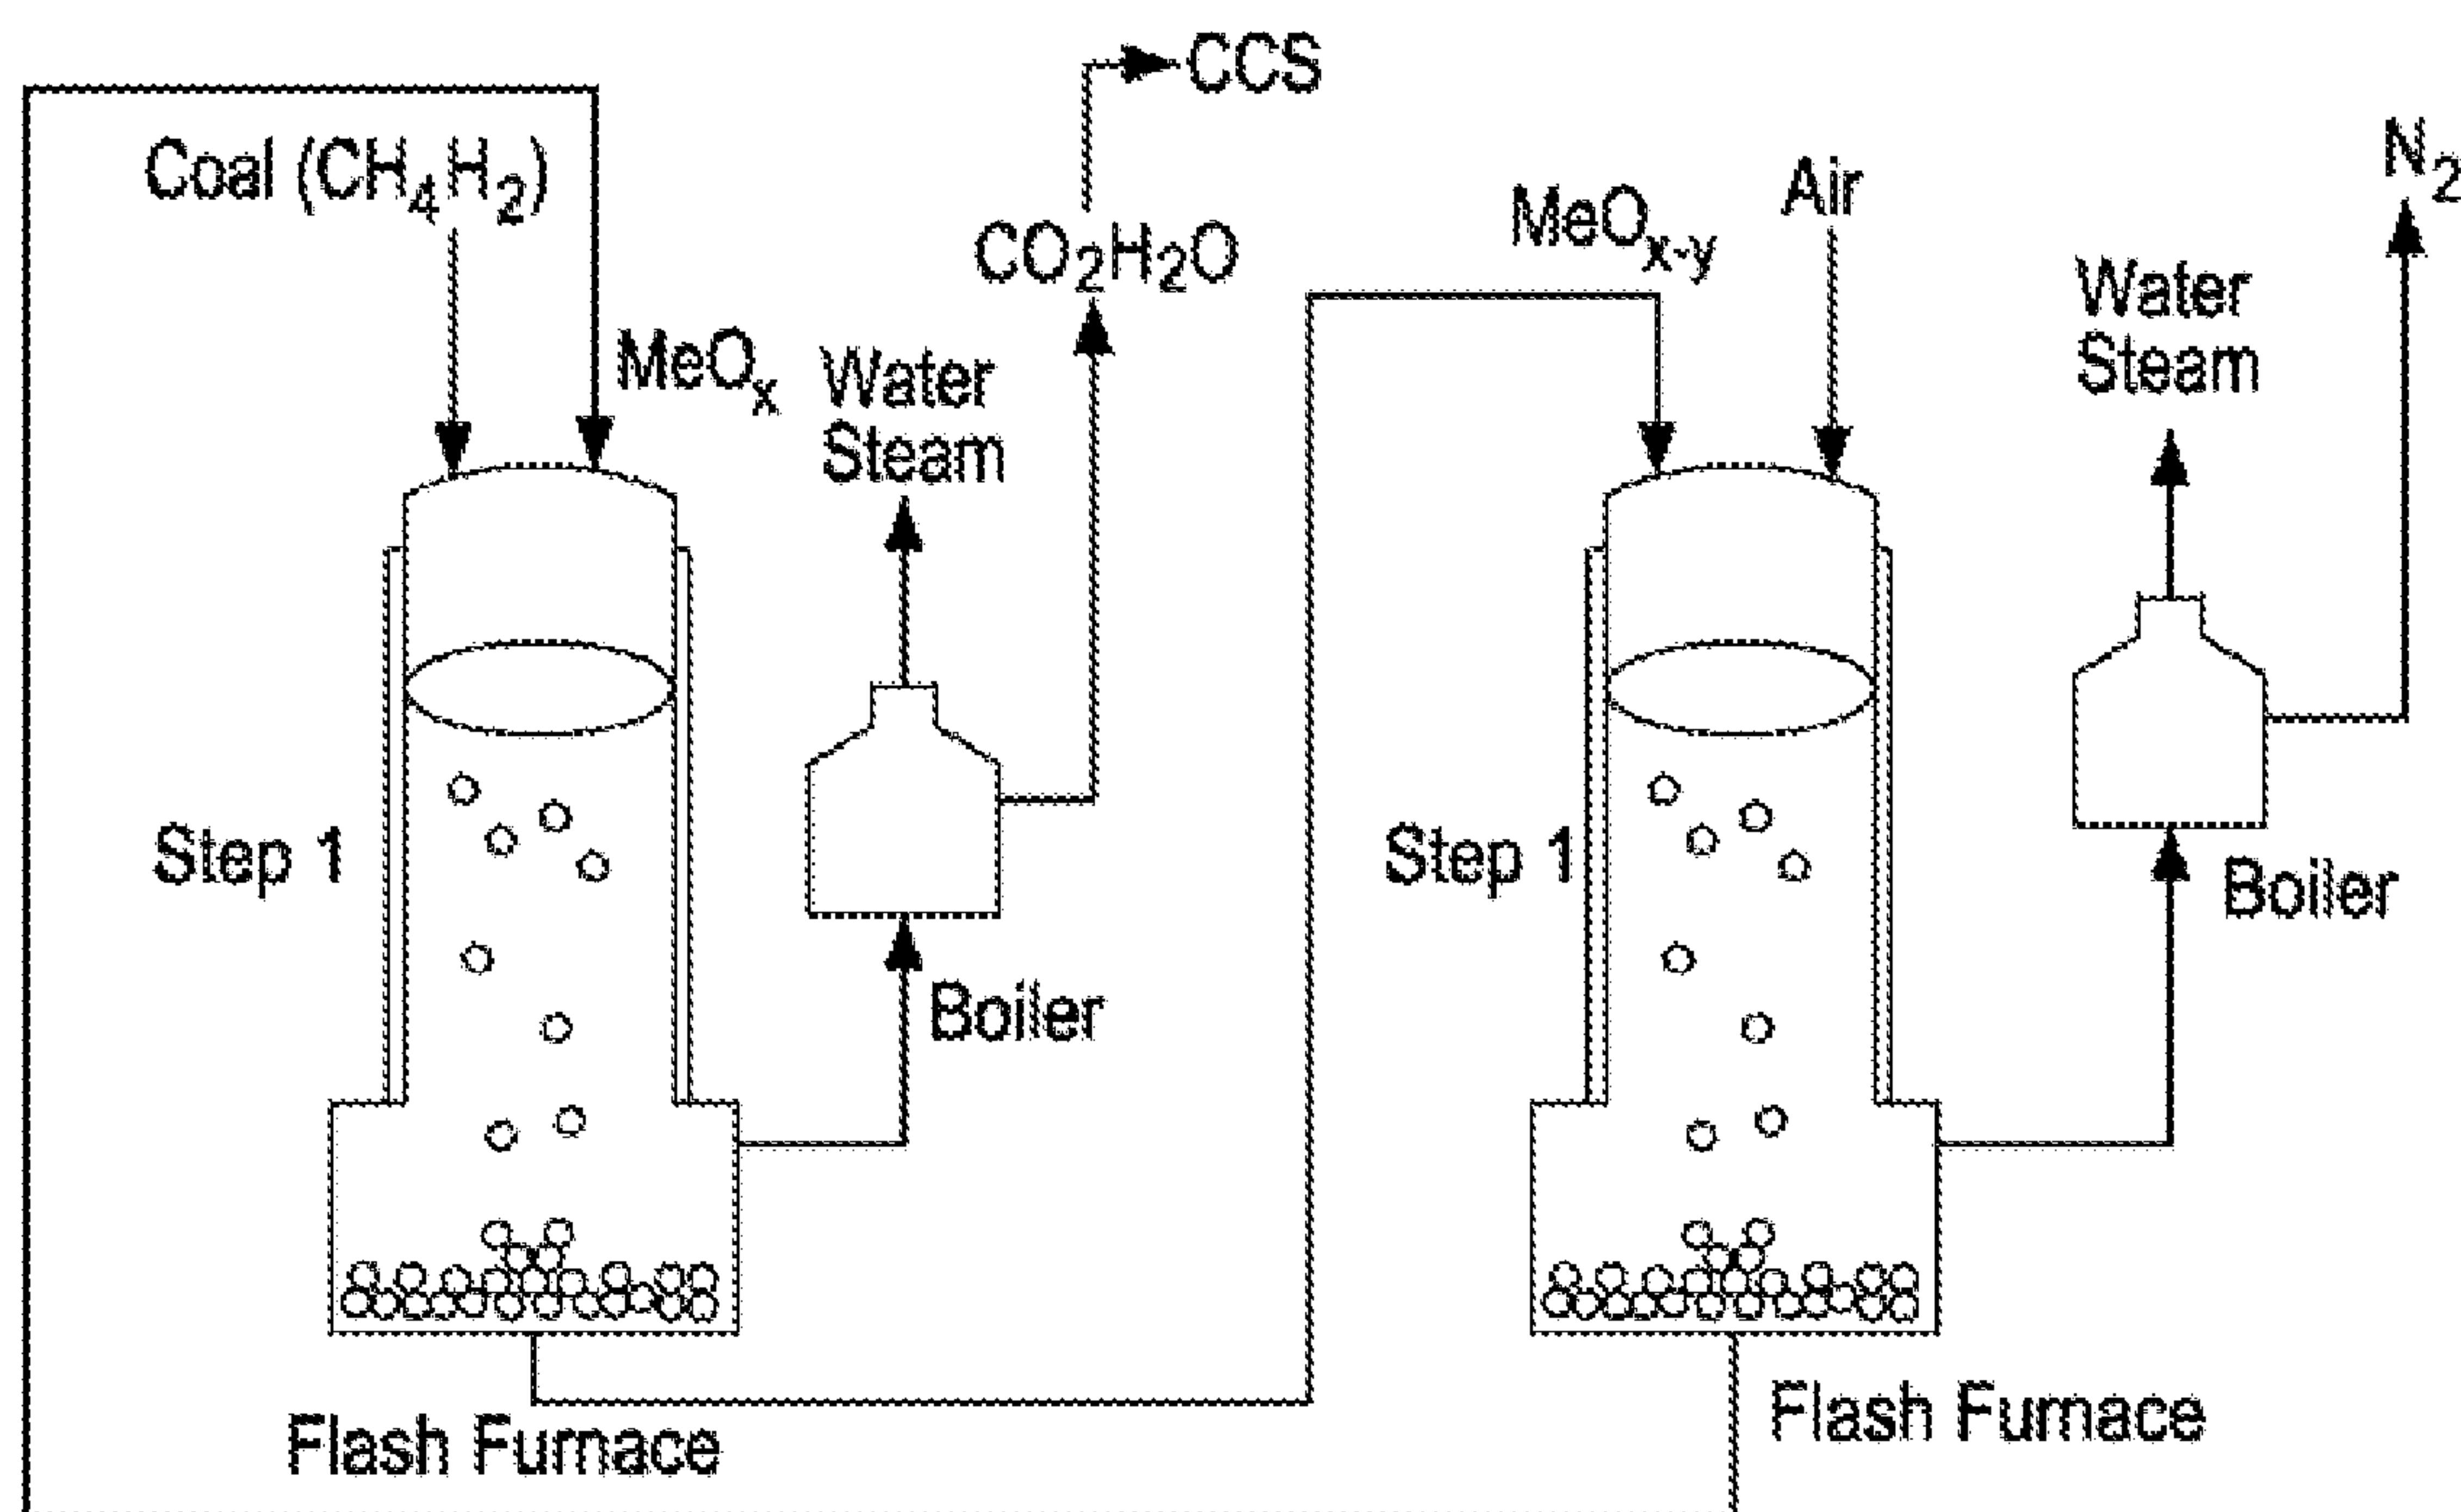 CCS
Coal (CH₄H₂)
CO₂H₂O
MeOₓ
Water
Steam
Step 1
Boiler
Flash Furnace
MeOₓ₋y
Air
N₂
Water
Steam
Step 1
Boiler
Flash Furnace